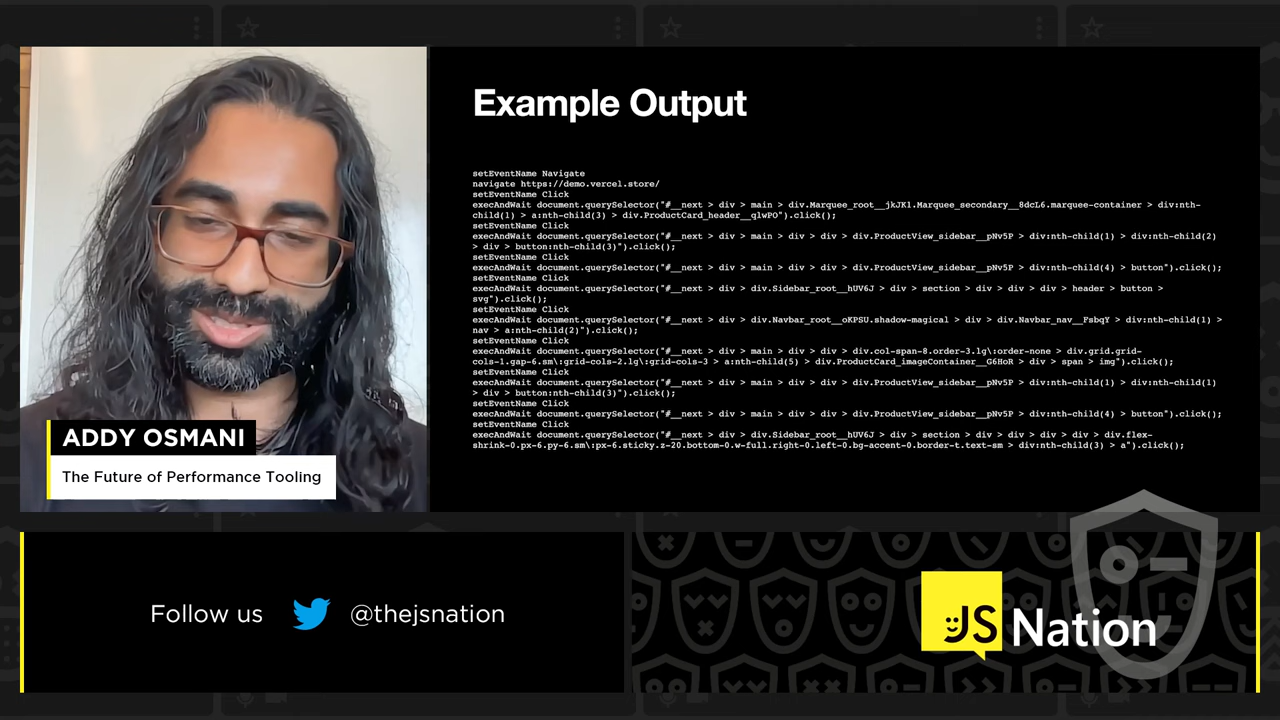 Example Output
setEventName Navigate
navigate https://demo.vercel.store/
setEventName Click
execAndWait document.querySelector("#__next > div > main > div.Marquee_root__jkJK1.Marquee_secondary__8dcL6.marquee-container > div:nth-
child(1) > a:nth-child(3) > div.ProductCard_header__qlwPO").click();
setEventName Click
execAndWait document.querySelector("#__next > div > main > div > div > div.ProductView_sidebar__pNv5P > div:nth-child(1) > div:nth-child(2)
> div > button:nth-child(3)").click();
setEventName Click
execAndWait document.querySelector("#__next > div > main > div > div > div.ProductView_sidebar__pNv5P > div:nth-child(4) > button").click();
setEventName Click
execAndWait document.querySelector("#__next > div > div.Sidebar_root__hUV6J > div > section > div > div > div > header > button >
svg").click();
setEventName Click
execAndWait document.querySelector("#__next > div > div.Navbar_root__oKPSU.shadow-magical > div > div.Navbar_nav__FsbqY > div:nth-child(1) >
nav > a:nth-child(2)").click();
setEventName Click
execAndWait document.querySelector("#__next > div > main > div > div.col-span-8.order-3.lg\:order-none > div.grid.grid-
cols-1.gap-6.sm\:grid-cols-2.lg\:grid-cols-3 > a:nth-child(5) > div.ProductCard_imageContainer__G6HoR > div > span > img").click();
setEventName Click
execAndWait document.querySelector("#__next > div > main > div > div > div.ProductView_sidebar__pNv5P > div:nth-child(1) > div:nth-child(1)
> div > button:nth-child(3)").click();
setEventName Click
execAndWait document.querySelector("#__next > div > main > div > div > div.ProductView_sidebar__pNv5P > div:nth-child(4) > button").click();
setEventName Click
execAndWait document.querySelector("#__next > div > div.Sidebar_root__hUV6J > div > section > div > div > div > div > div.flex-
shrink-0.px-6.py-6.sm\:px-6.sticky.z-20.bottom-0.w-full.right-0.left-0.bg-accent-0.border-t.text-sm > div:nth-child(3) > a").click();
ADDY OSMANI
The Future of Performance Tooling
Follow us @thejsnation
JS Nation